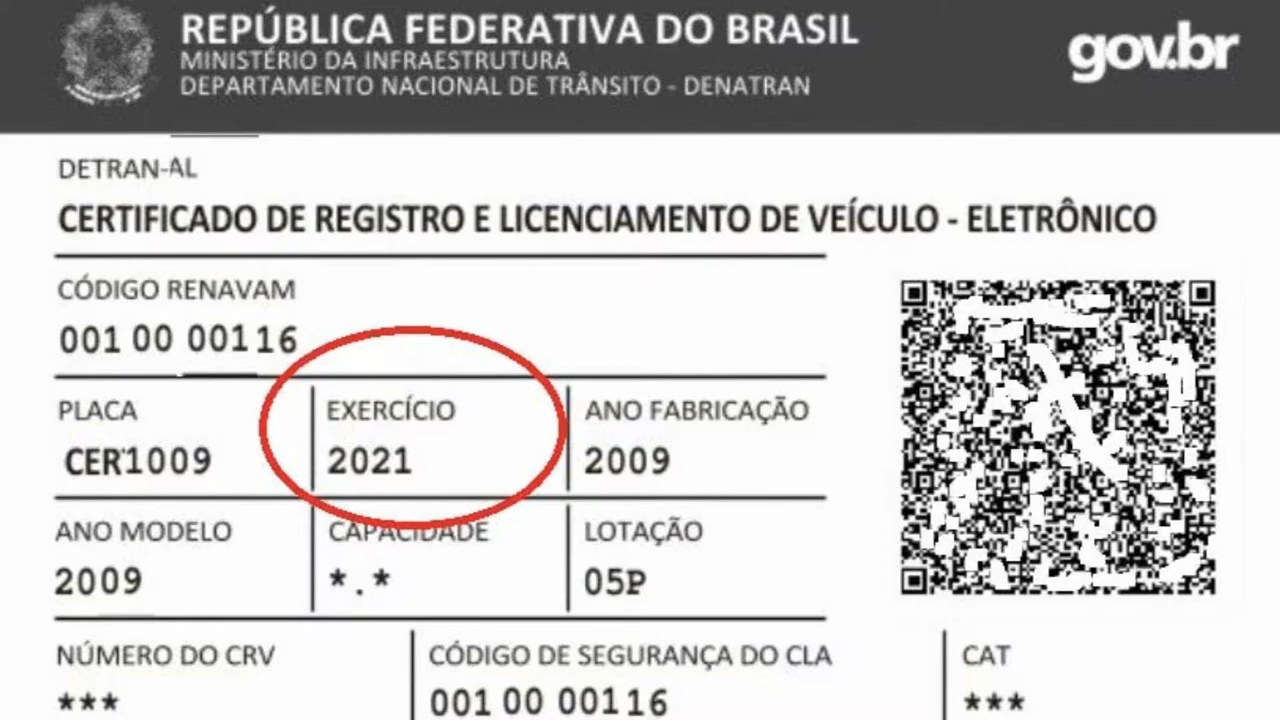 REPÚBLICA FEDERATIVA DO BRASIL
MINISTÉRIO DA INFRAESTRUTURA
DEPARTAMENTO NACIONAL DE TRÂNSITO - DENATRAN
gov.br
DETRAN-AL
CERTIFICADO DE REGISTRO E LICENCIAMENTO DE VEÍCULO - ELETRÔNICO
CÓDIGO RENAVAM
001 00 00116
PLACA EXERCÍCIO ANO FABRICAÇÃO
CER1009 2021 2009
ANO MODELO CAPACIDADE LOTAÇÃO
2009 *.* 05P
NÚMERO DO CRV CÓDIGO DE SEGURANÇA DO CLA CAT
*** 001 00 00116 ***